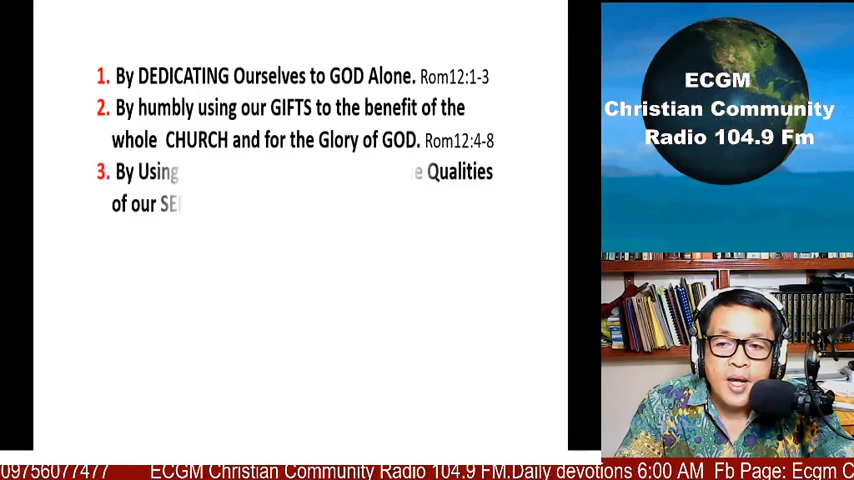 1. By DEDICATING Ourselves to GOD Alone. Rom12:1-3
2. By humbly using our GIFTS to the benefit of the
whole CHURCH and for the Glory of GOD. Rom12:4-8
3. By Using Qualities
of our
ECGM
Christian Community
Radio 104.9 Fm
09756077477 ECGM Christian Community Radio 104.9 FM.Daily devotions 6:00 AM Fb Page: Ecgm C